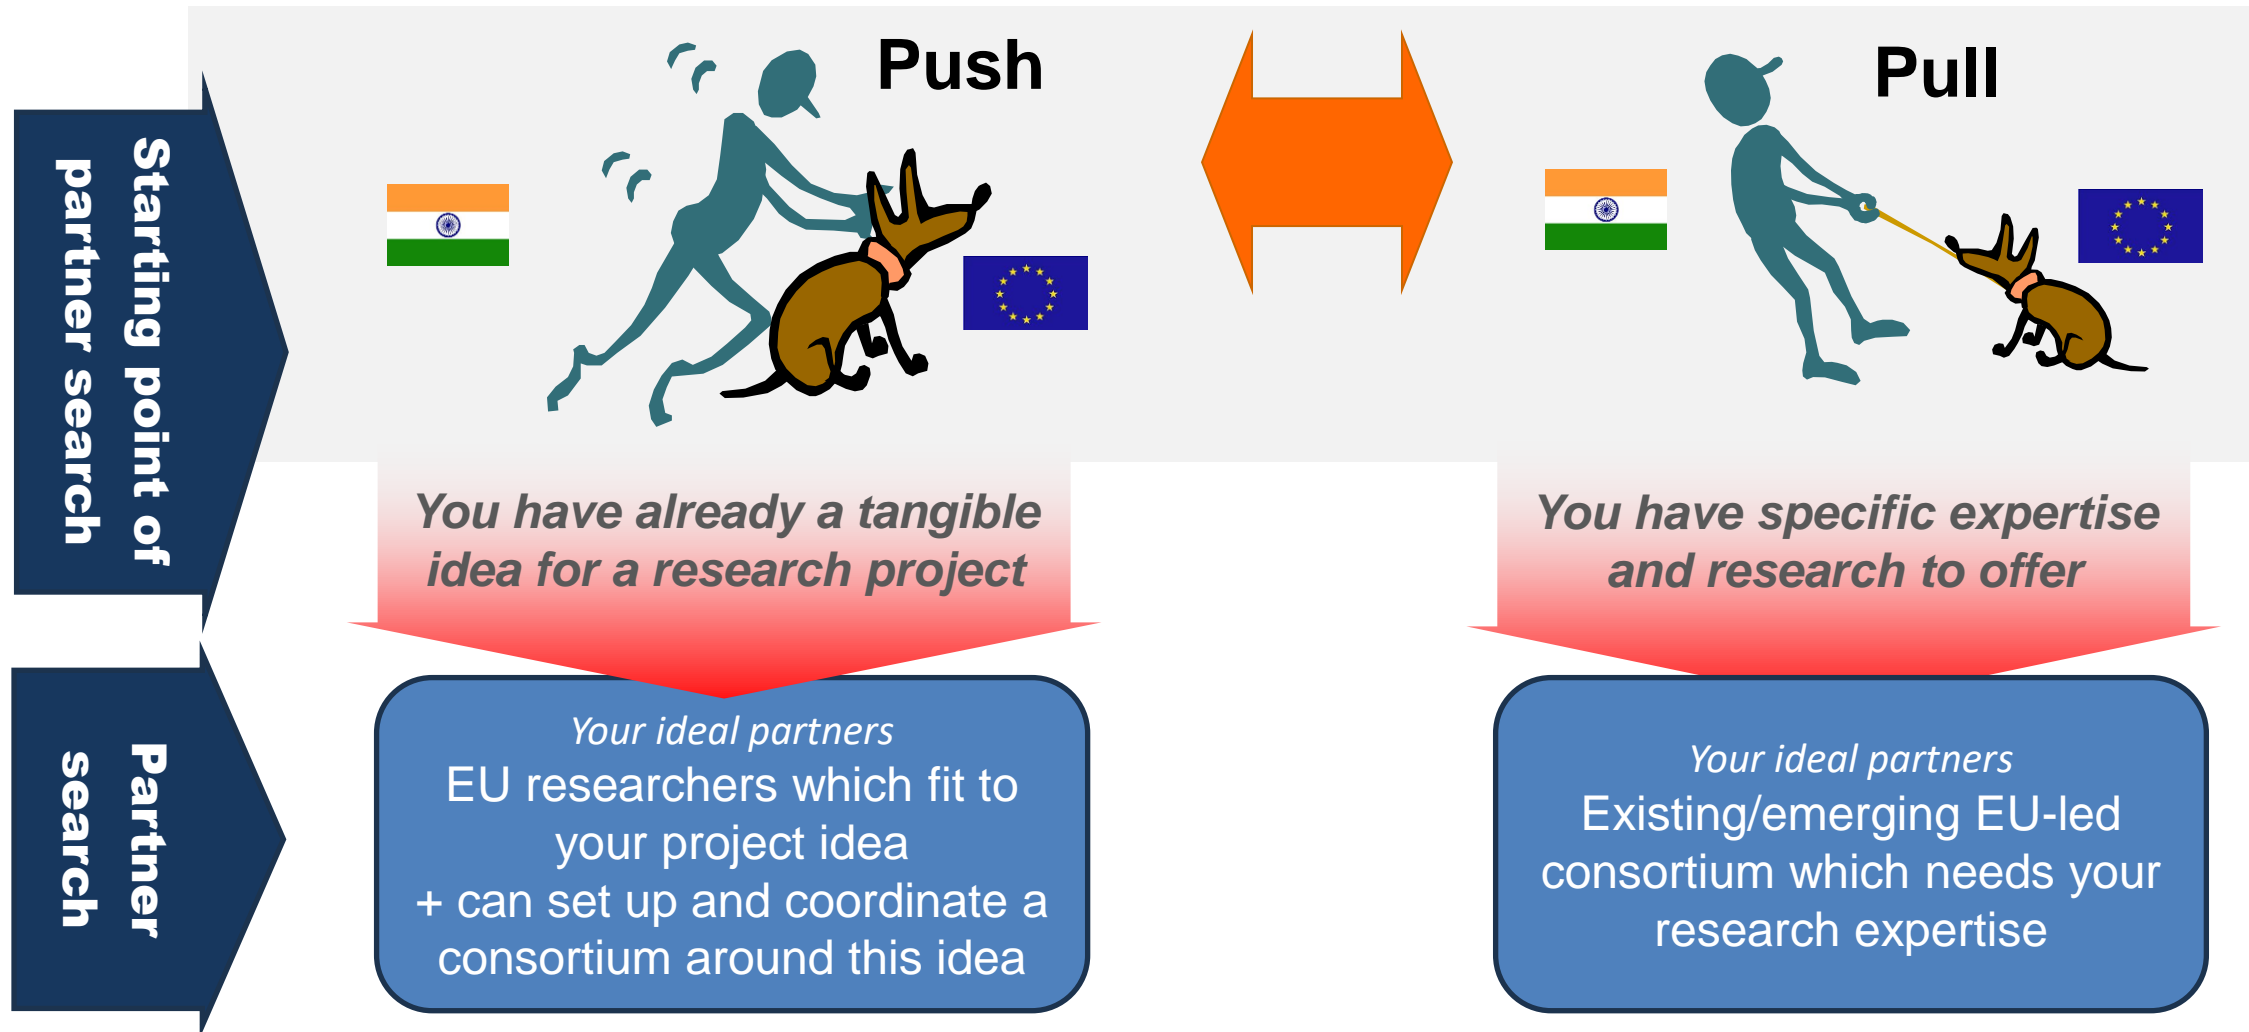 Push
Pull
Starting point of
partner search
You have already a tangible
idea for a research project
You have specific expertise
and research to offer
Partner
search
Your ideal partners
EU researchers which fit to
your project idea
+ can set up and coordinate a
consortium around this idea
Your ideal partners
Existing/emerging EU-led
consortium which needs your
research expertise